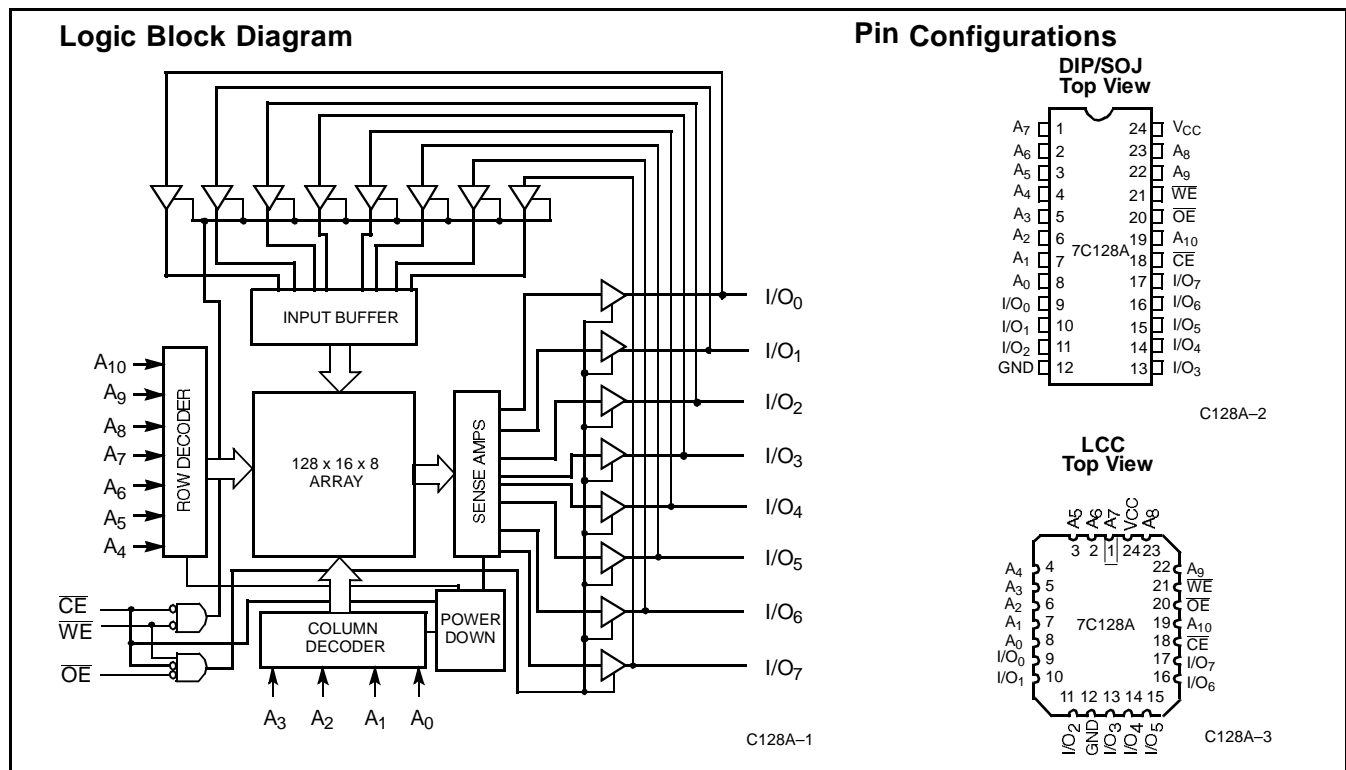 Logic Block Diagram
INPUT BUFFER
A10
A9
A8
A7
A6
A5
A4
ROW DECODER
128 x 16 x 8
ARRAY
SENSE AMPS
I/O0
I/O1
I/O2
I/O3
I/O4
I/O5
I/O6
I/O7
CE
WE
OE
COLUMN
DECODER
POWER
DOWN
A3 A2 A1 A0
C128A–1
Pin Configurations
DIP/SOJ
Top View
A7 1 24 VCC
A6 2 23 A8
A5 3 22 A9
A4 4 21 WE
A3 5 20 OE
A2 6 19 A10
A1 7 7C128A 18 CE
A0 8 17 I/O7
I/O0 9 16 I/O6
I/O1 10 15 I/O5
I/O2 11 14 I/O4
GND 12 13 I/O3
C128A–2
LCC
Top View
A5 A6 A7 VCC A8
3 2 1 24 23
A4 4 22 A9
A3 5 21 WE
A2 6 20 OE
A1 7 7C128A 19 A10
A0 8 18 CE
I/O0 9 17 I/O7
I/O1 10 16 I/O6
11 12 13 14 15
I/O2 GND I/O3 I/O4 I/O5
C128A–3